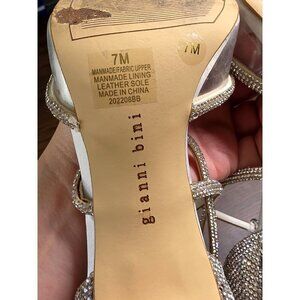 7M
MANMADE/FABRIC UPPER
MANMADE LINING
LEATHER SOLE
MADE IN CHINA
202208BB
7M
gianni bini